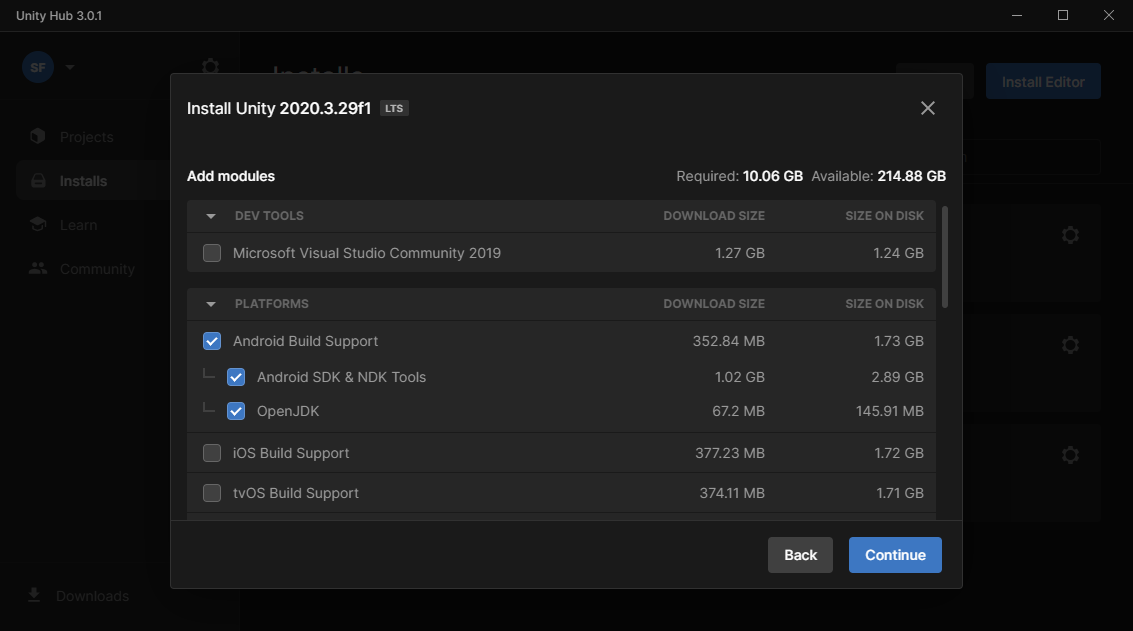 Unity Hub 3.0.1
SF
Installs
Install Editor
Install Unity 2020.3.29f1 LTS
Projects
Installs
Learn
Community
Add modules
Required: 10.06 GB Available: 214.88 GB
DEV TOOLS DOWNLOAD SIZE SIZE ON DISK
Microsoft Visual Studio Community 2019 1.27 GB 1.24 GB
PLATFORMS DOWNLOAD SIZE SIZE ON DISK
Android Build Support 352.84 MB 1.73 GB
Android SDK & NDK Tools 1.02 GB 2.89 GB
OpenJDK 67.2 MB 145.91 MB
iOS Build Support 377.23 MB 1.72 GB
tvOS Build Support 374.11 MB 1.71 GB
Back Continue
Downloads